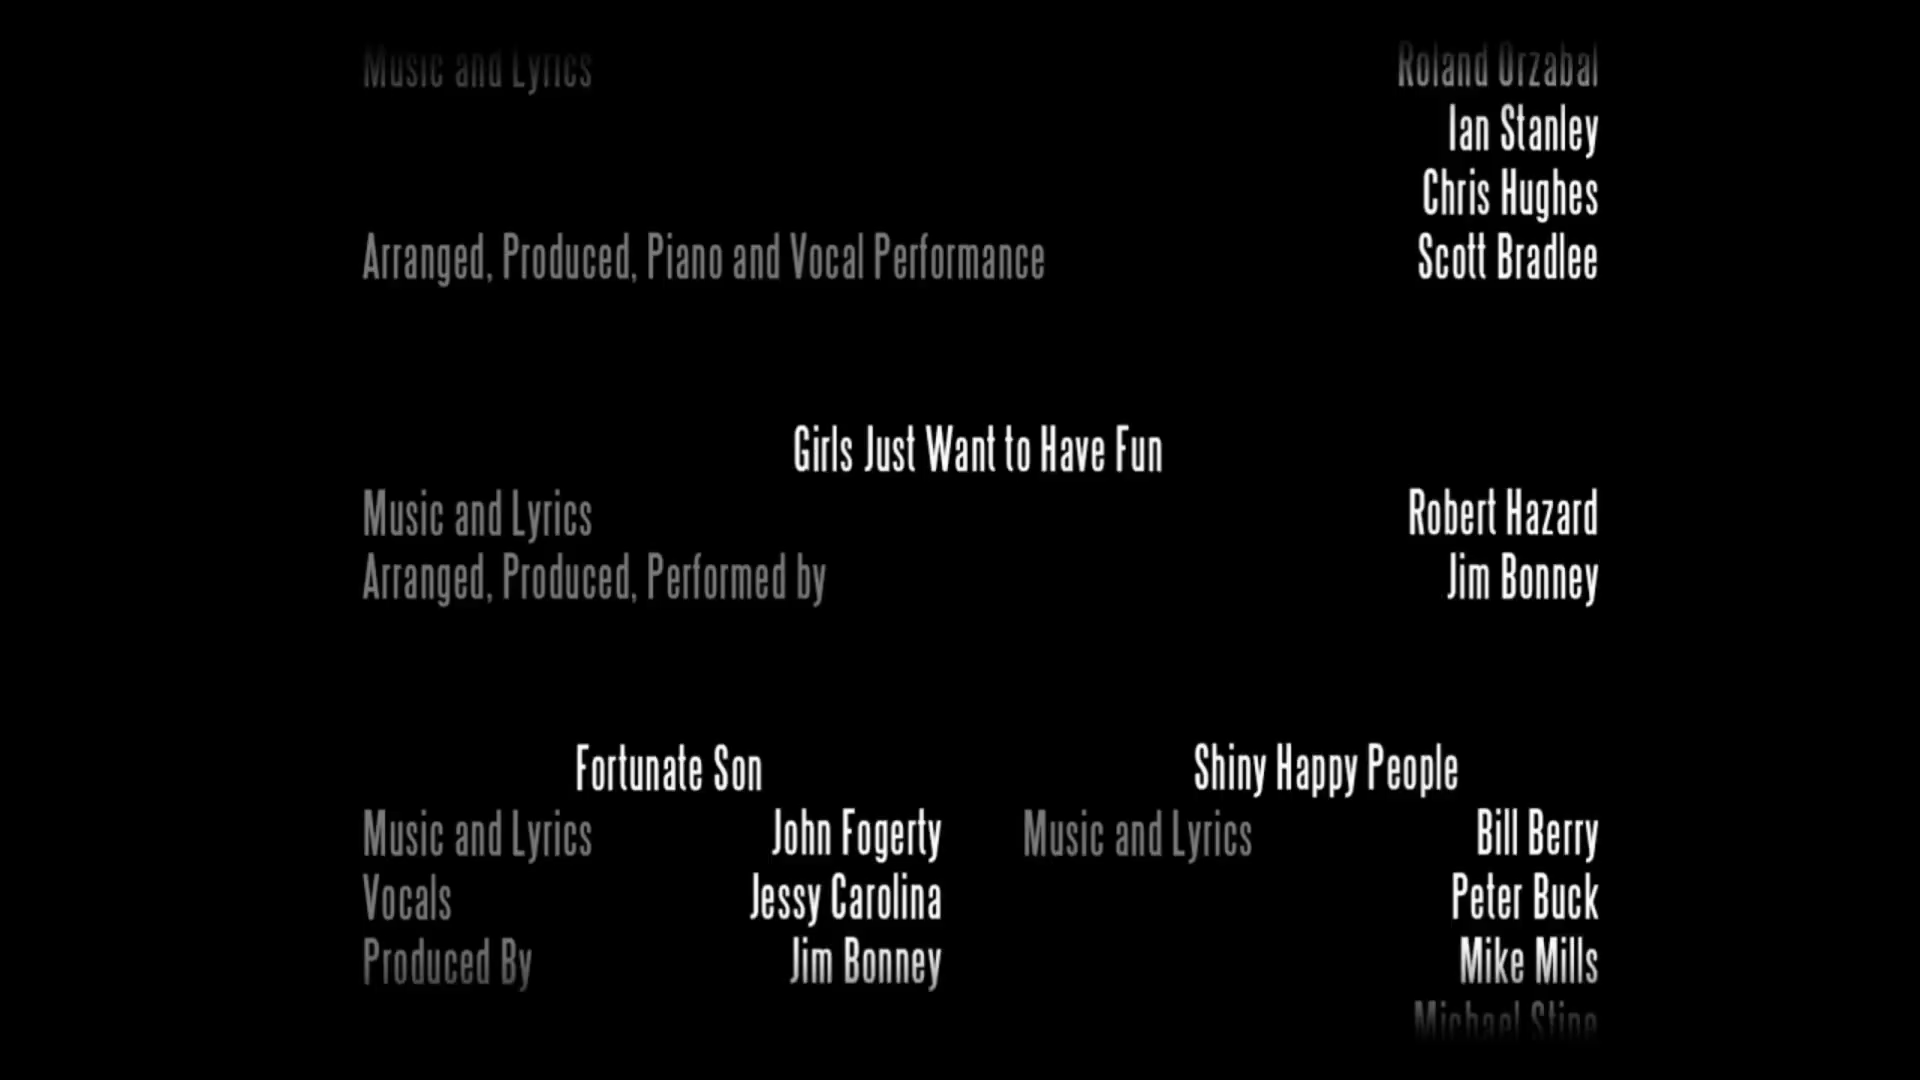 Music and Lyrics Roland Orzabal
Ian Stanley
Chris Hughes
Arranged, Produced, Piano and Vocal Performance Scott Bradlee
Girls Just Want to Have Fun
Music and Lyrics Robert Hazard
Arranged, Produced, Performed by Jim Bonney
Fortunate Son
Music and Lyrics John Fogerty
Vocals Jessy Carolina
Produced By Jim Bonney
Shiny Happy People
Music and Lyrics Bill Berry
Peter Buck
Mike Mills
Michael Stipe